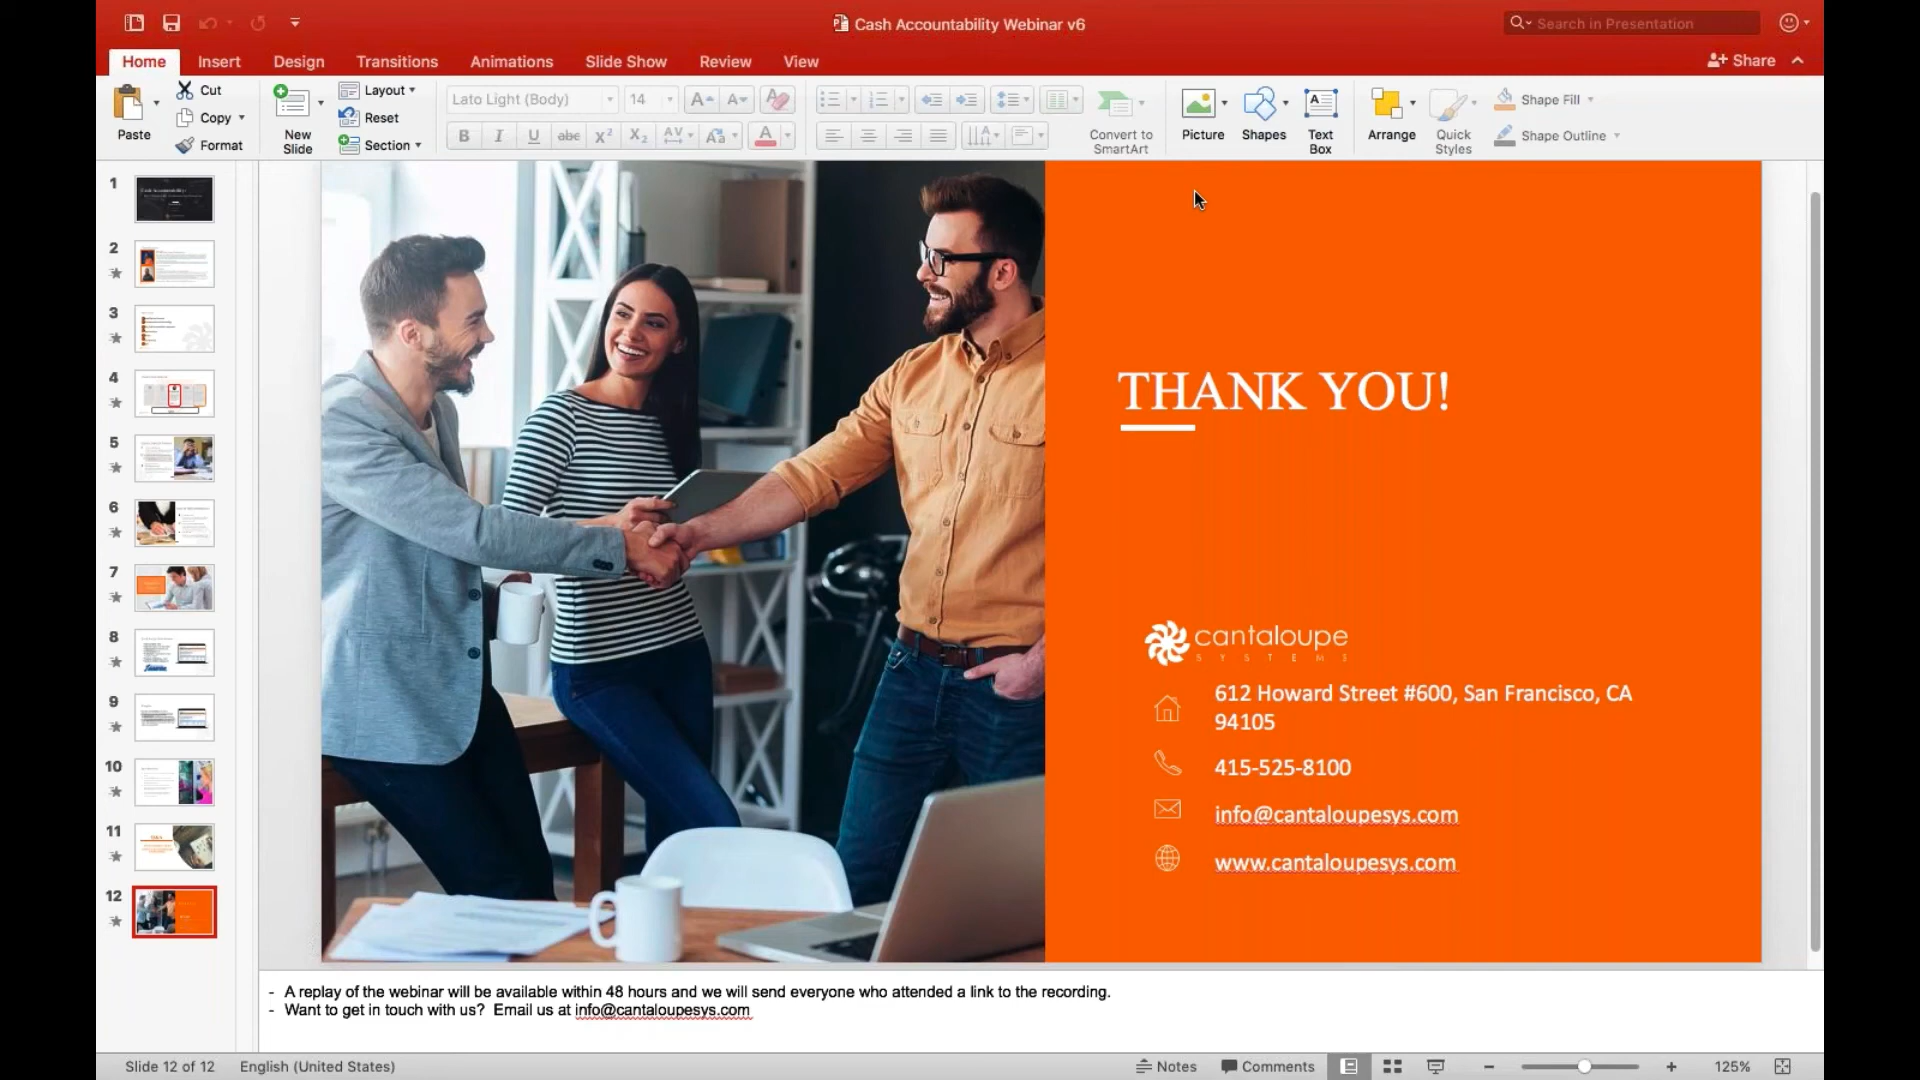 Cash Accountability Webinar v6
Search in Presentation
Home Insert Design Transitions Animations Slide Show Review View
Share
Paste
Cut
Copy
Format
New
Slide
Layout
Reset
Section
Lato Light (Body)
14
Convert to
SmartArt
Picture
Shapes
Text
Box
Arrange
Quick
Styles
Shape Fill
Shape Outline
1
2
3
4
5
6
7
8
9
10
11
12
THANK YOU!
cantaloupe
SYSTEMS
612 Howard Street #600, San Francisco, CA
94105
415-525-8100
info@cantaloupesys.com
www.cantaloupesys.com
- A replay of the webinar will be available within 48 hours and we will send everyone who attended a link to the recording.
- Want to get in touch with us? Email us at info@cantaloupesys.com
Slide 12 of 12 English (United States)
Notes Comments 125%